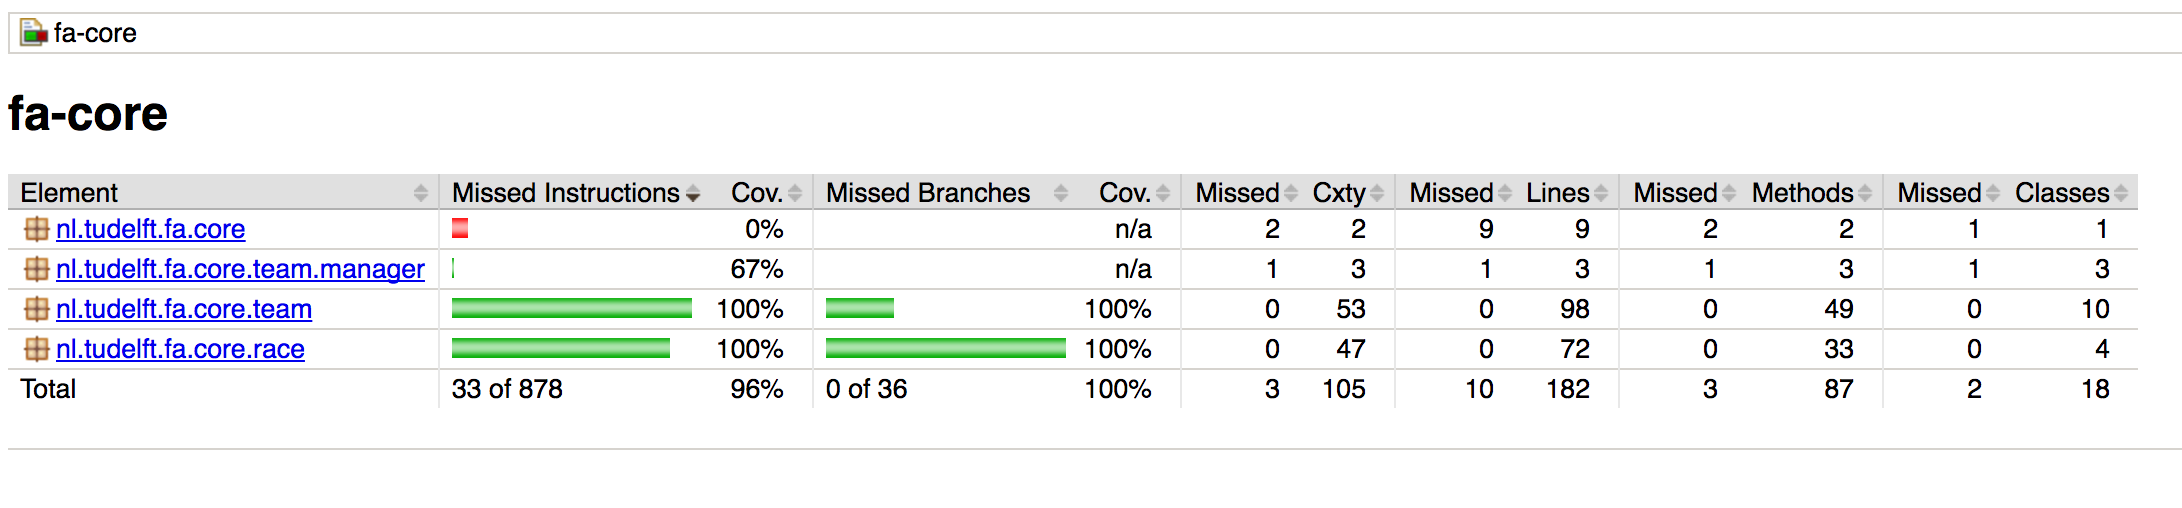 fa-core
fa-core
Element Missed Instructions Cov. Missed Branches Cov. Missed Cxty Missed Lines Missed Methods Missed Classes
nl.tudelft.fa.core 0% n/a 2 2 9 9 2 2 1 1
nl.tudelft.fa.core.team.manager 67% n/a 1 3 1 3 1 3 1 3
nl.tudelft.fa.core.team 100% 100% 0 53 0 98 0 49 0 10
nl.tudelft.fa.core.race 100% 100% 0 47 0 72 0 33 0 4
Total 33 of 878 96% 0 of 36 100% 3 105 10 182 3 87 2 18